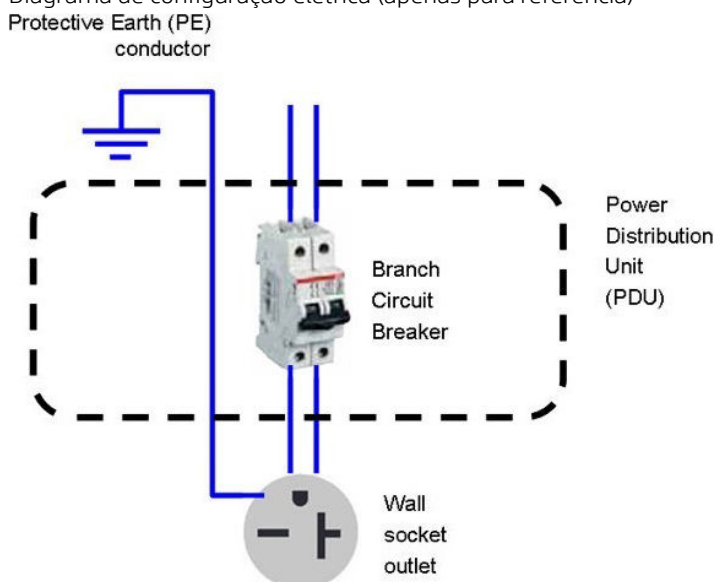 Diagrama de configuração elétrica (apenas para referência)
Protective Earth (PE)
conductor
Power
Distribution
Unit
(PDU)
Branch
Circuit
Breaker
Wall
socket
outlet